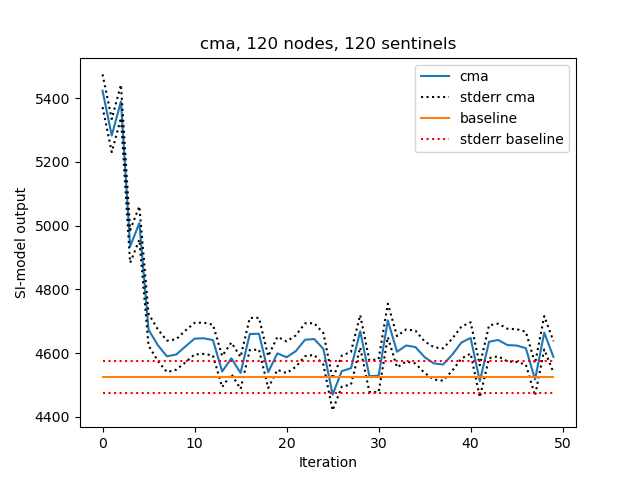 cma, 120 nodes, 120 sentinels
cma
stderr cma
baseline
stderr baseline
SI-model output
5400
5200
5000
4800
4600
4400
0 10 20 30 40 50
Iteration